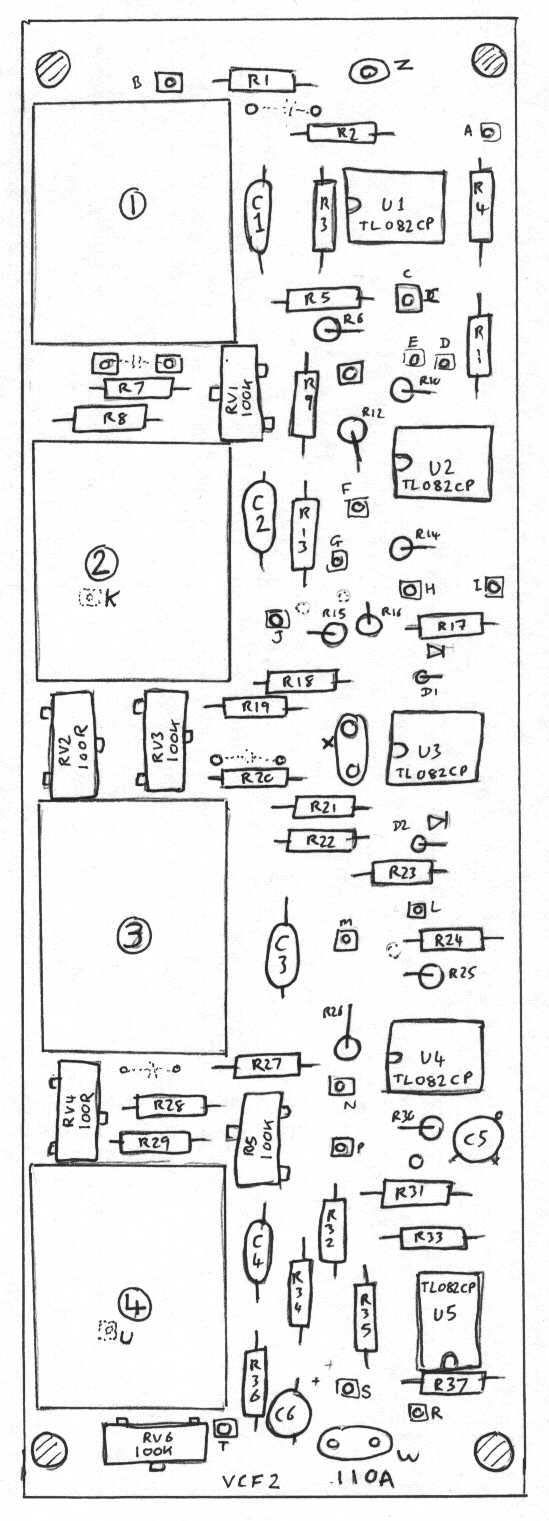 B
R1
N
R2
A
1
C1
R3
U1
TL082CP
R4
R5
C
R6
R7
RV1
100K
R9
E
D
R11
R10
R8
R12
U2
TL082CP
C2
R13
F
2
K
G
R14
H
I
J
R15
R16
R17
R18
D1
R19
RV2
100R
RV3
100K
X
U3
TL082CP
R20
R21
R22
D2
R23
L
3
C3
M
R24
R25
R26
R27
U4
TL082CP
RV4
100R
R28
R29
R5
100K
N
P
R30
C5
R31
R32
R33
C4
R34
R35
TL082CP
U5
4
U
R36
S
R37
C6
R
T
RV6
100K
W
VCF2
110A